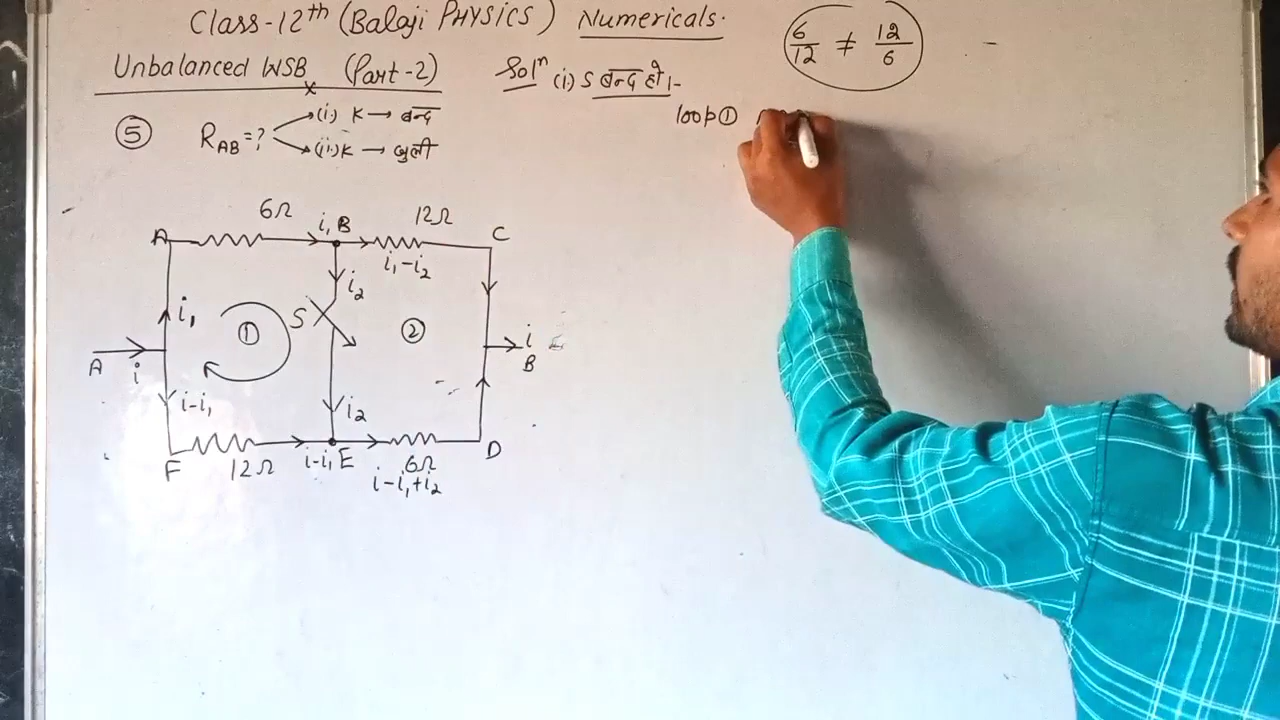 Class-12th (Balaji PHYSICS) Numericals.
6/12 ≠ 12/6
Unbalanced WSB (Part-2)
Solⁿ (i) S बन्द हो।-
loop ①
⑤ R_AB = ?
(i) K → बन्द
(ii) K → खुली
6Ω
12Ω
A
i₁
B
C
i₁-i₂
i₂
i₁
S
①
②
A
i
i
B
i-i₁
i₂
F
12Ω
i-i₁
E
6Ω
D
i-i₁+i₂